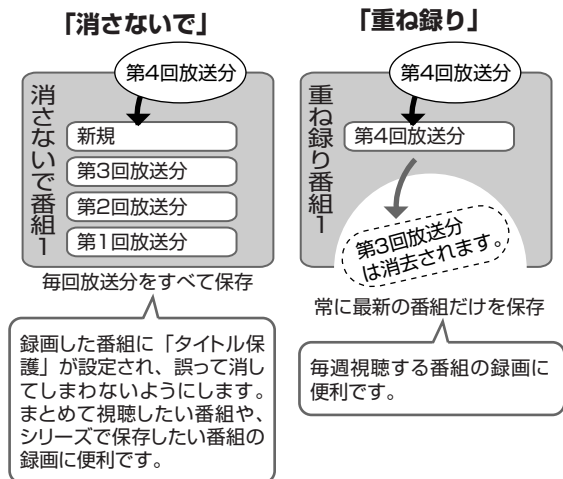 「消さないで」
第4回放送分
消さないで番組1
新規
第3回放送分
第2回放送分
第1回放送分
毎回放送分をすべて保存
録画した番組に「タイトル保
護」が設定され、誤って消し
てしまわないようにします。
まとめて視聴したい番組や、
シリーズで保存したい番組の
録画に便利です。
「重ね録り」
第4回放送分
重ね録り番組1
第4回放送分
第3回放送分
は消去されます。
常に最新の番組だけを保存
毎週視聴する番組の録画に
便利です。